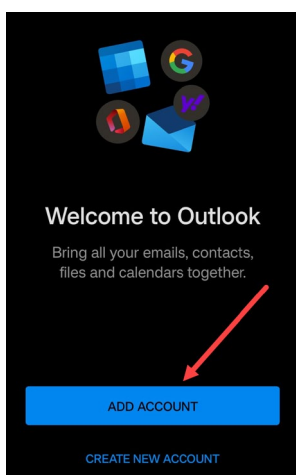 Welcome to Outlook
Bring all your emails, contacts,
files and calendars together.
ADD ACCOUNT
CREATE NEW ACCOUNT